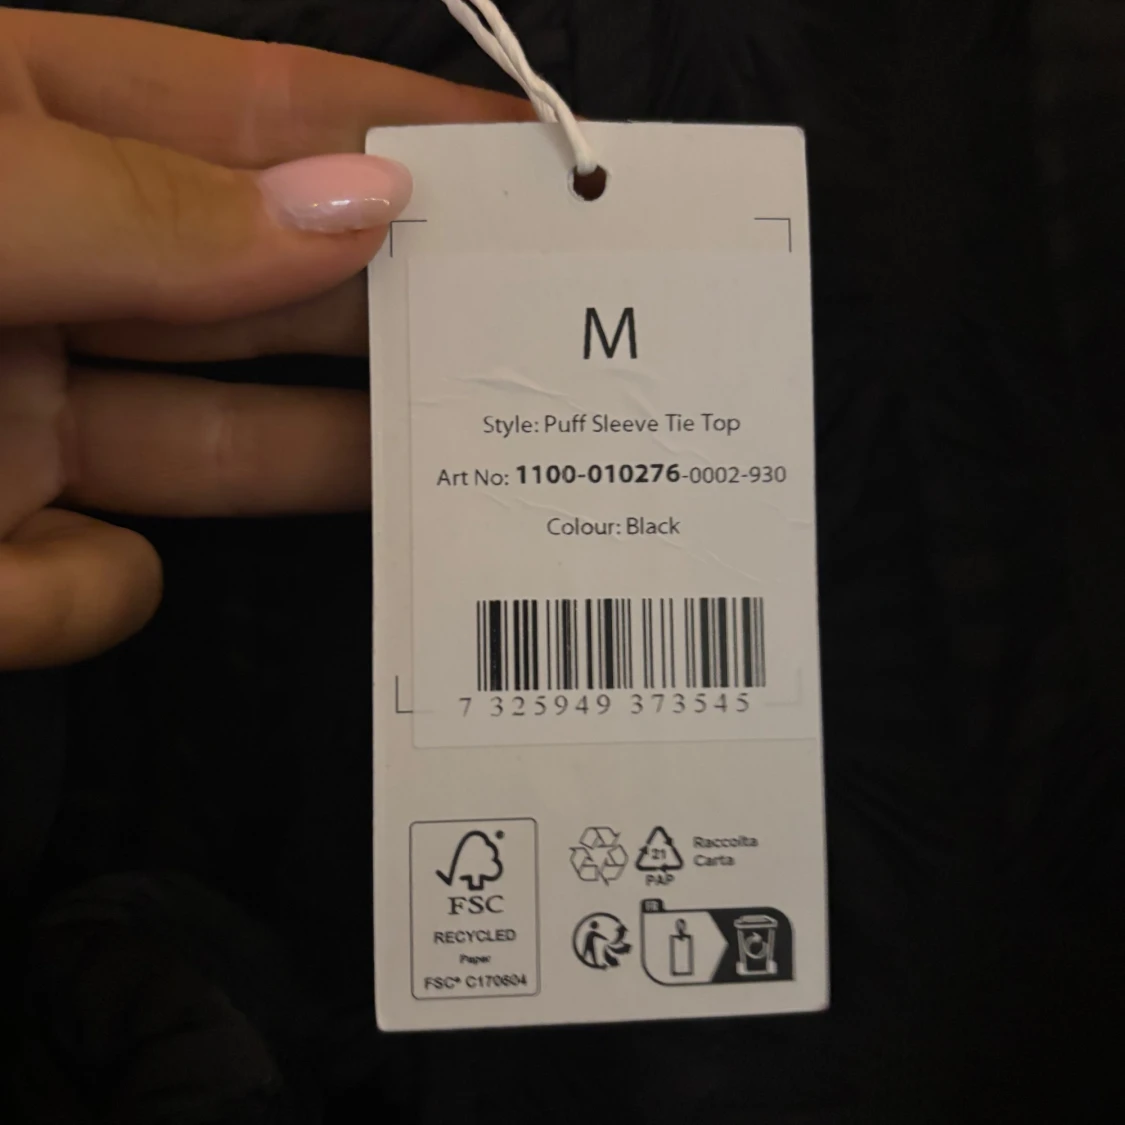 M
Style: Puff Sleeve Tie Top
Art No: 1100-010276-0002-930
Colour: Black
7 325949 373545
FSC
RECYCLED
Paper
FSC® C170604
21
PAP
Raccolta
Carta
FR